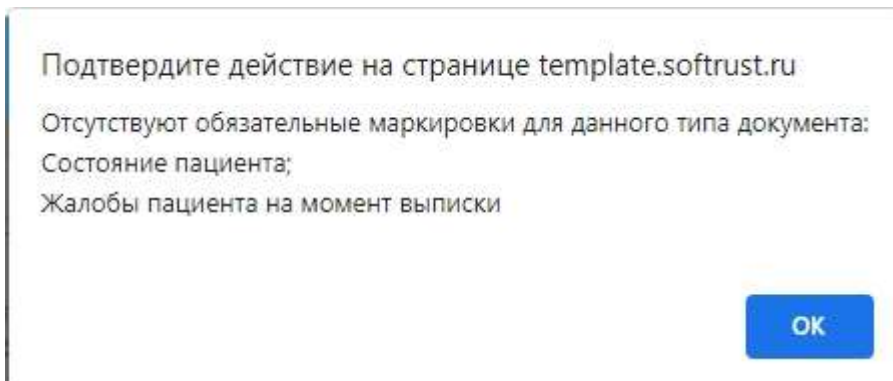 Подтвердите действие на странице template.softrust.ru
Отсутствуют обязательные маркировки для данного типа документа:
Состояние пациента;
Жалобы пациента на момент выписки
ОК